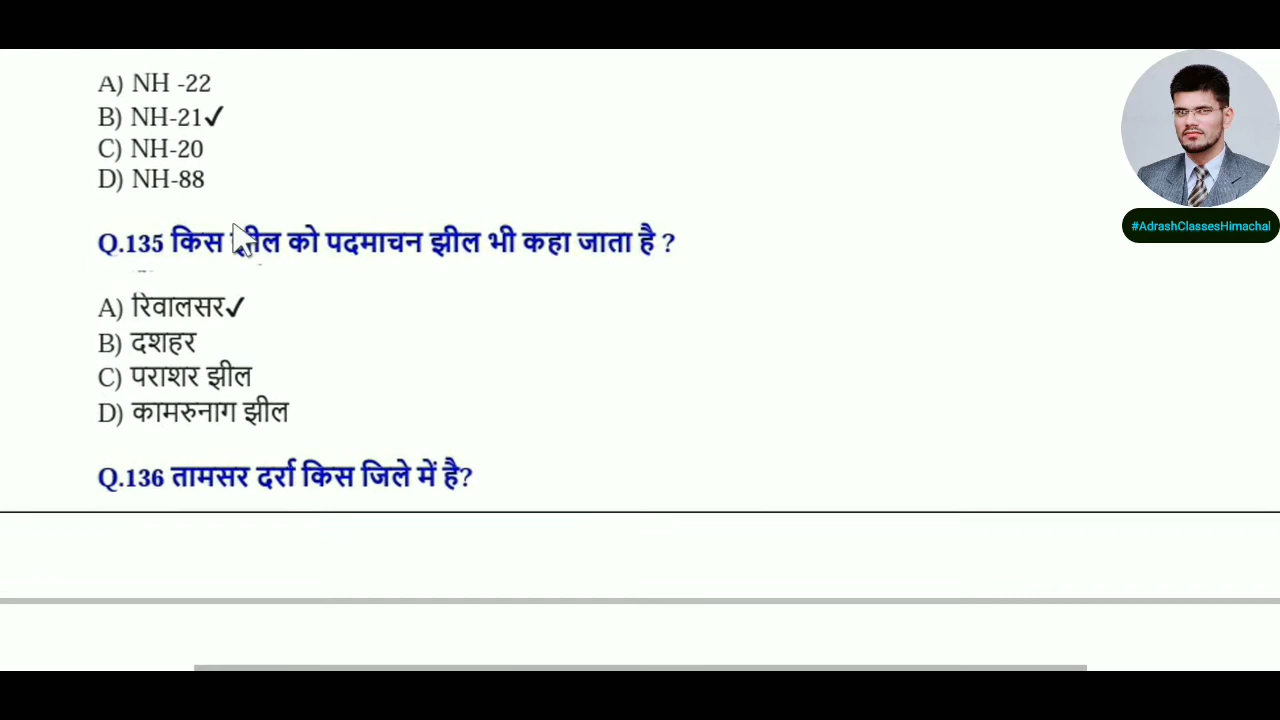 A) NH -22
B) NH-21✓
C) NH-20
D) NH-88
#AdrashClassesHimachal
Q.135 किस झील को पदमाचन झील भी कहा जाता है ?
A) रिवालसर✓
B) दशहर
C) पराशर झील
D) कामरुनाग झील
Q.136 तामसर दर्रा किस जिले में है?